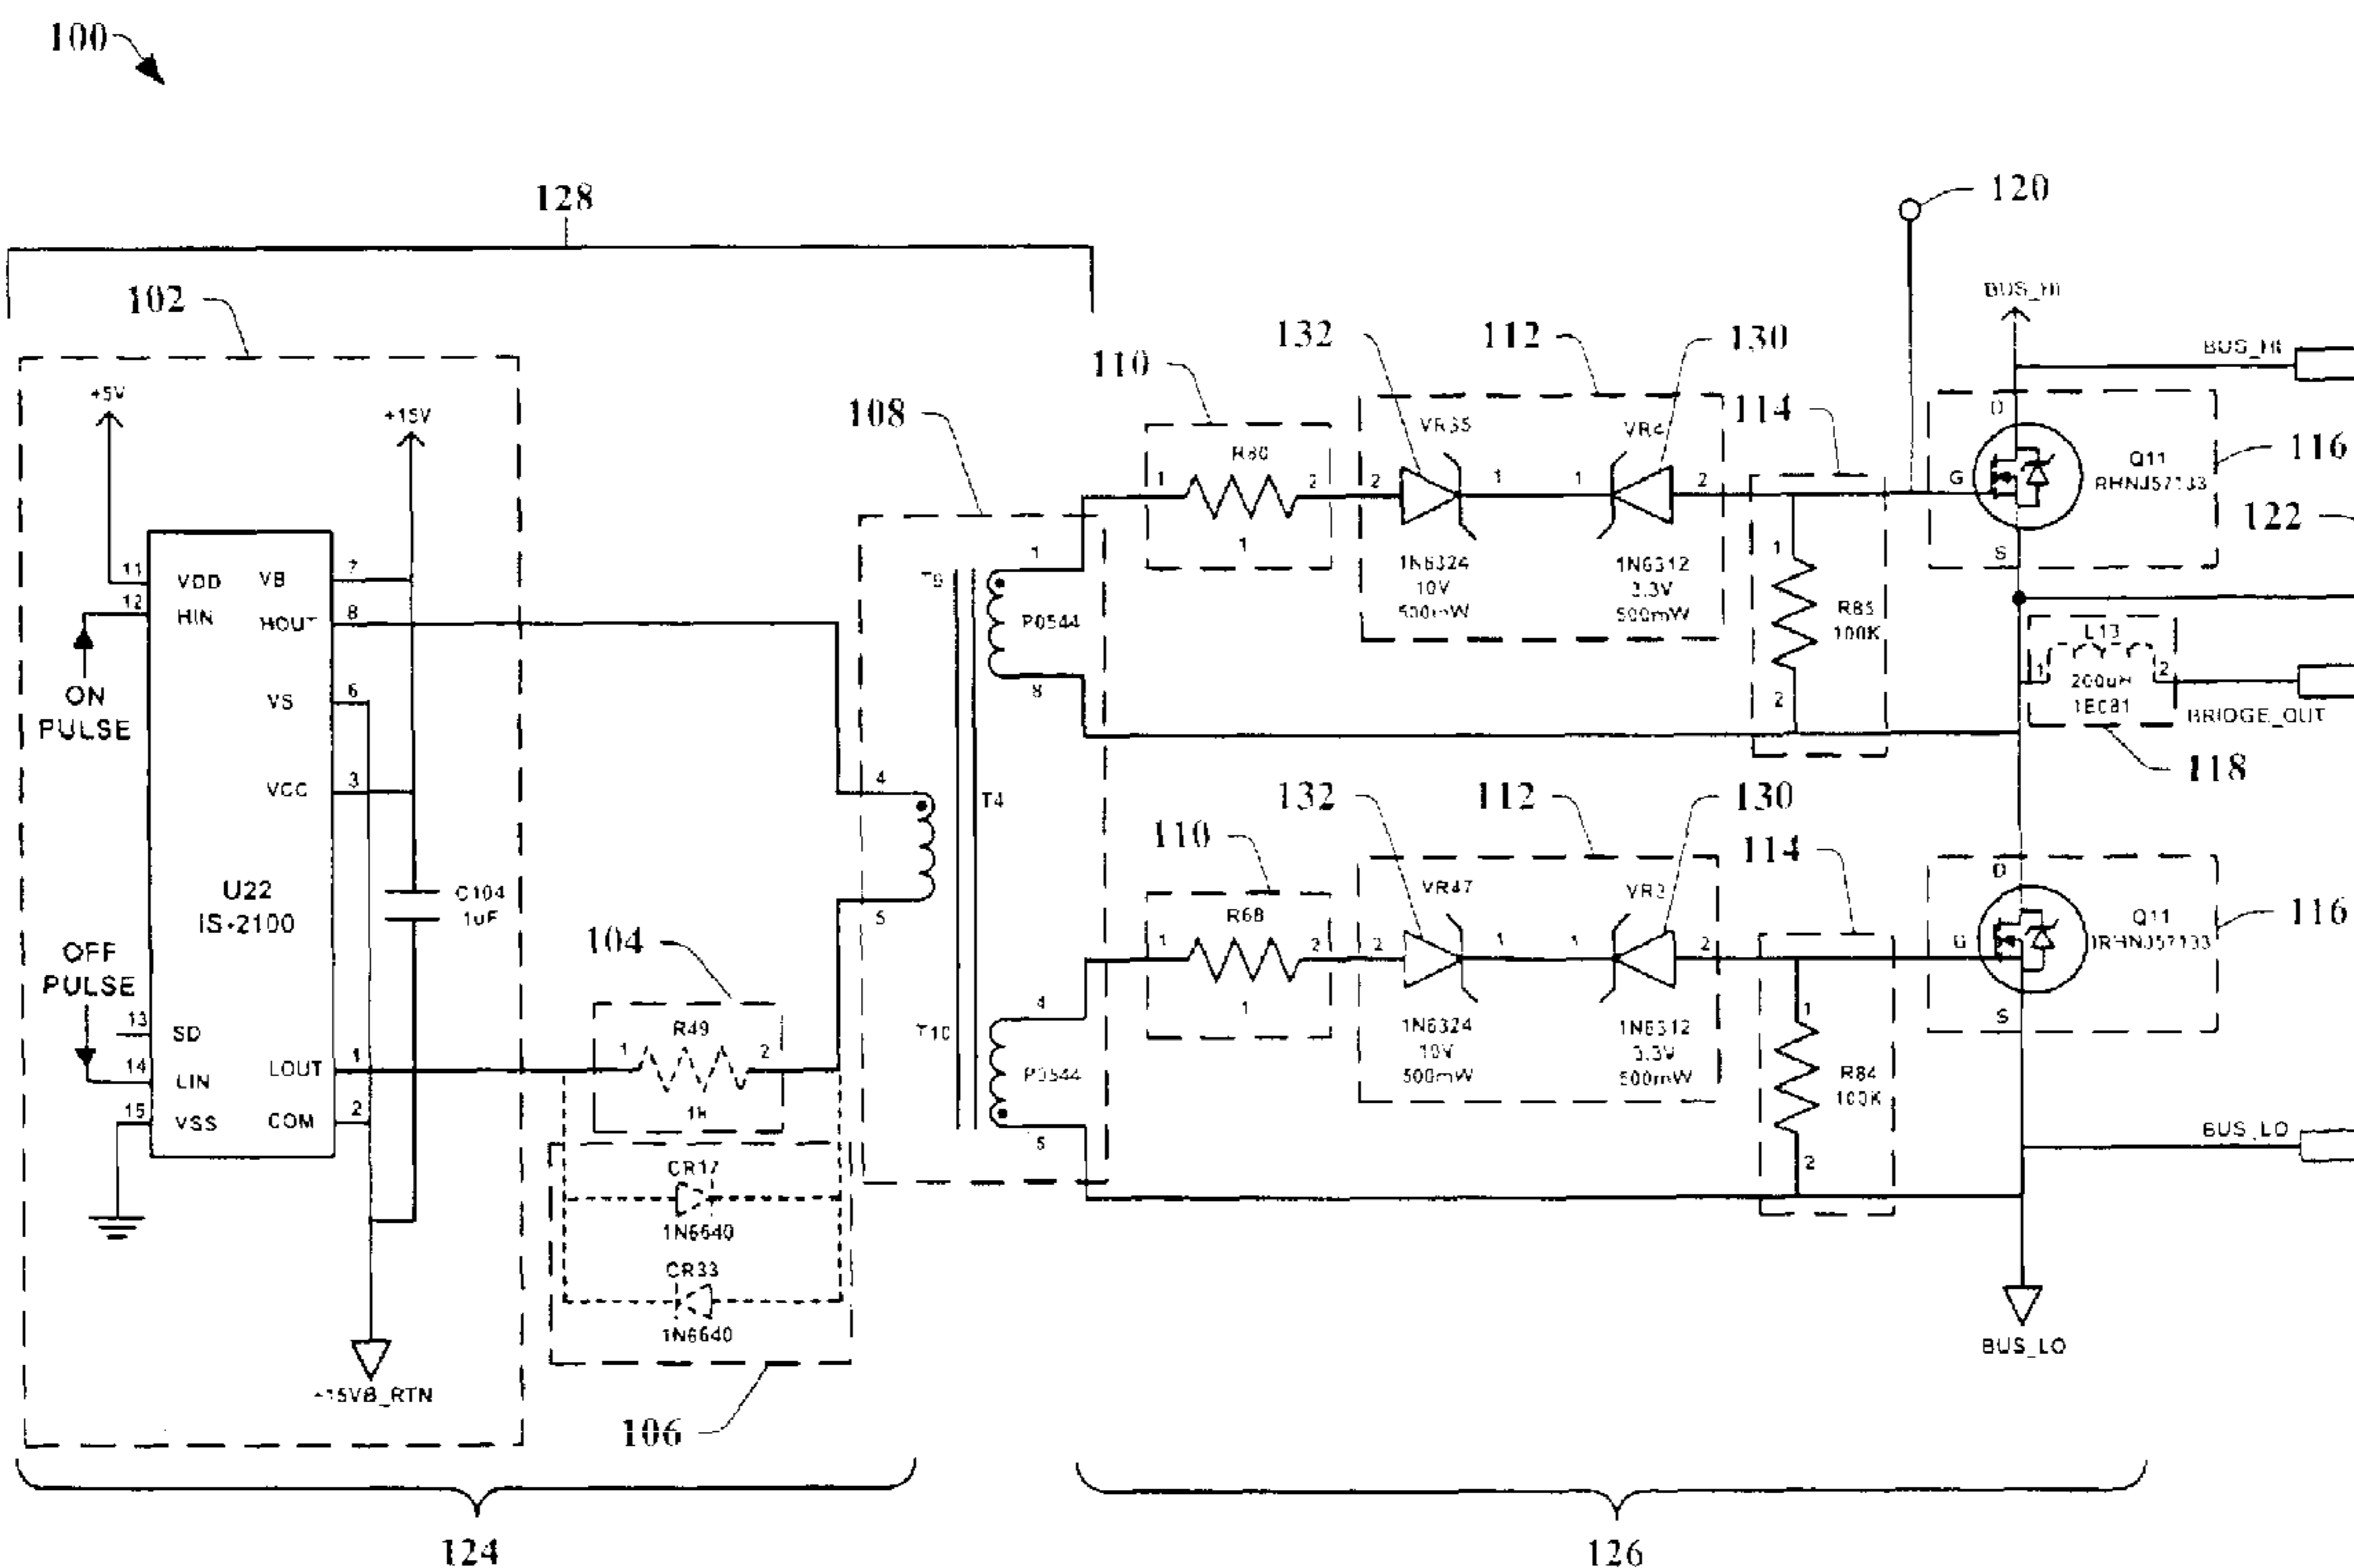 100
128
120
102
132
112
130
BUS_HI
BUS_HI
110
114
108
+5V
+15V
VR35
VR4
D
116
R80
Q11
1
2
2
1
1
2
G
RHNJ57133
122
1
1N6324
10V
500mW
1N6312
3.3V
500mW
S
1
T9
P0544
8
1
R85
100K
2
L13
1
2
200uH
1EC81
BRIDGE_OUT
118
11
VDD
VB
7
12
HIN
HOUT
8
ON
PULSE
VS
6
VCC
3
4
T4
5
U22
IS-2100
C104
1uF
132
112
130
110
114
104
VR47
VR3
D
116
R68
Q11
1
2
2
1
1
2
G
IRHNJ57133
1
1N6324
10V
500mW
1N6312
3.3V
500mW
S
OFF
PULSE
13
SD
R49
1
2
1K
LOUT
1
14
LIN
15
VSS
COM
2
4
T10
P0544
5
1
R84
100K
2
BUS_LO
CR17
1N6640
CR33
1N6640
106
BUS_LO
+15VB_RTN
124
126